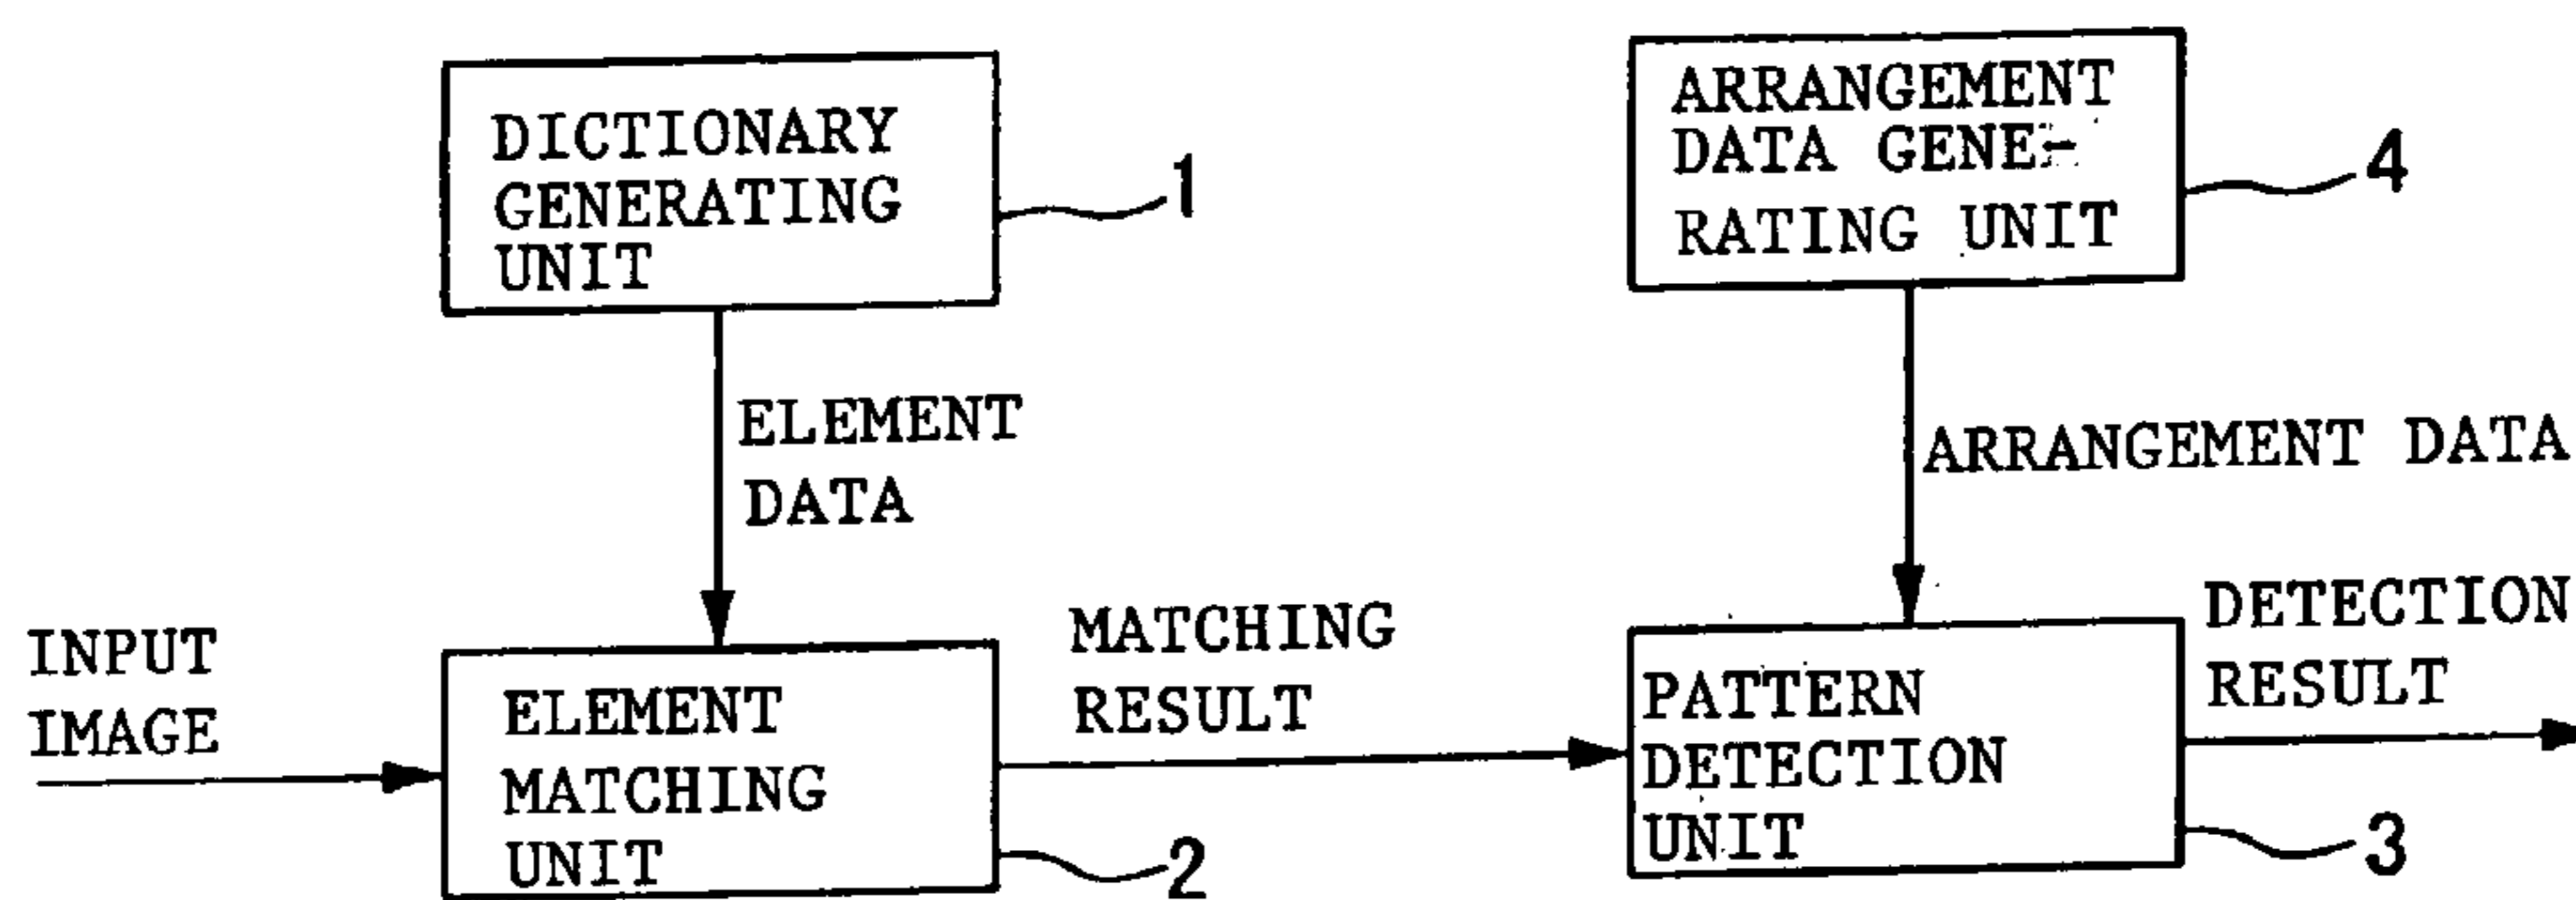 DICTIONARY
GENERATING
UNIT
1
ARRANGEMENT
DATA GENE-
RATING UNIT
4
ELEMENT
DATA
ARRANGEMENT DATA
INPUT
IMAGE
ELEMENT
MATCHING
UNIT
2
MATCHING
RESULT
PATTERN
DETECTION
UNIT
3
DETECTION
RESULT